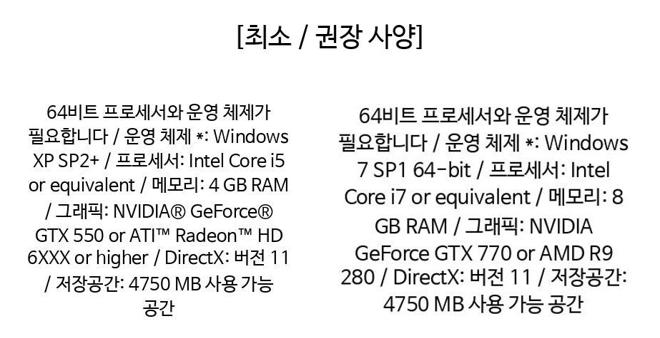 [최소 / 권장 사양]
64비트 프로세서와 운영 체제가
필요합니다 / 운영 체제 *: Windows
XP SP2+ / 프로세서: Intel Core i5
or equivalent / 메모리: 4 GB RAM
/ 그래픽: NVIDIA® GeForce®
GTX 550 or ATI™ Radeon™ HD
6XXX or higher / DirectX: 버전 11
/ 저장공간: 4750 MB 사용 가능
공간
64비트 프로세서와 운영 체제가
필요합니다 / 운영 체제 *: Windows
7 SP1 64-bit / 프로세서: Intel
Core i7 or equivalent / 메모리: 8
GB RAM / 그래픽: NVIDIA
GeForce GTX 770 or AMD R9
280 / DirectX: 버전 11 / 저장공간:
4750 MB 사용 가능 공간